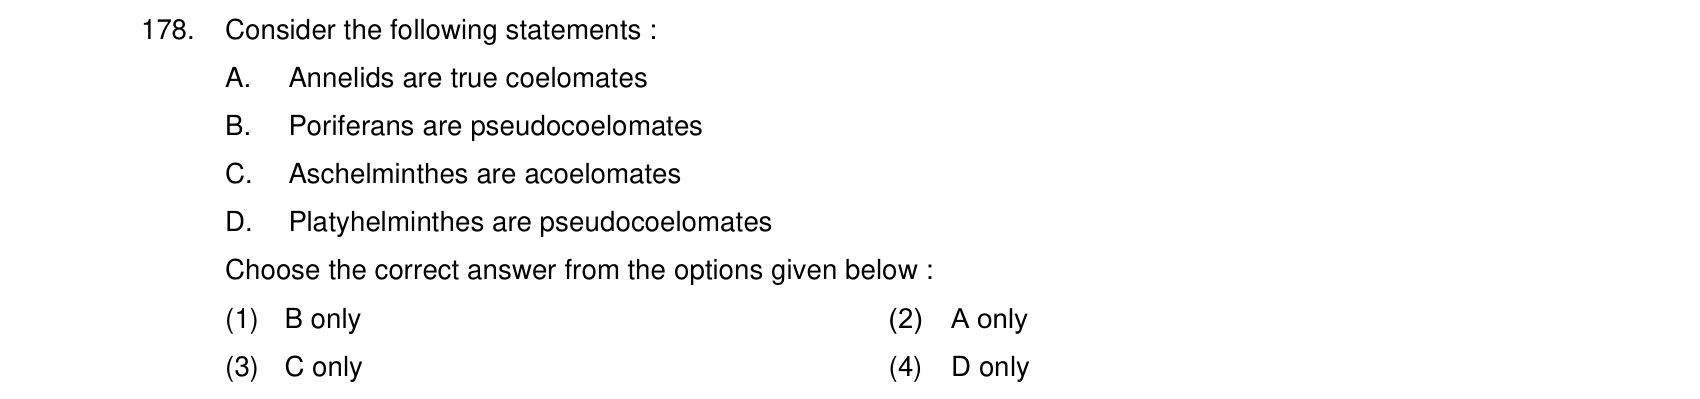 178. Consider the following statements :
A. Annelids are true coelomates
B. Poriferans are pseudocoelomates
C. Aschelminthes are acoelomates
D. Platyhelminthes are pseudocoelomates
Choose the correct answer from the options given below :
(1) B only (2) A only
(3) C only (4) D only